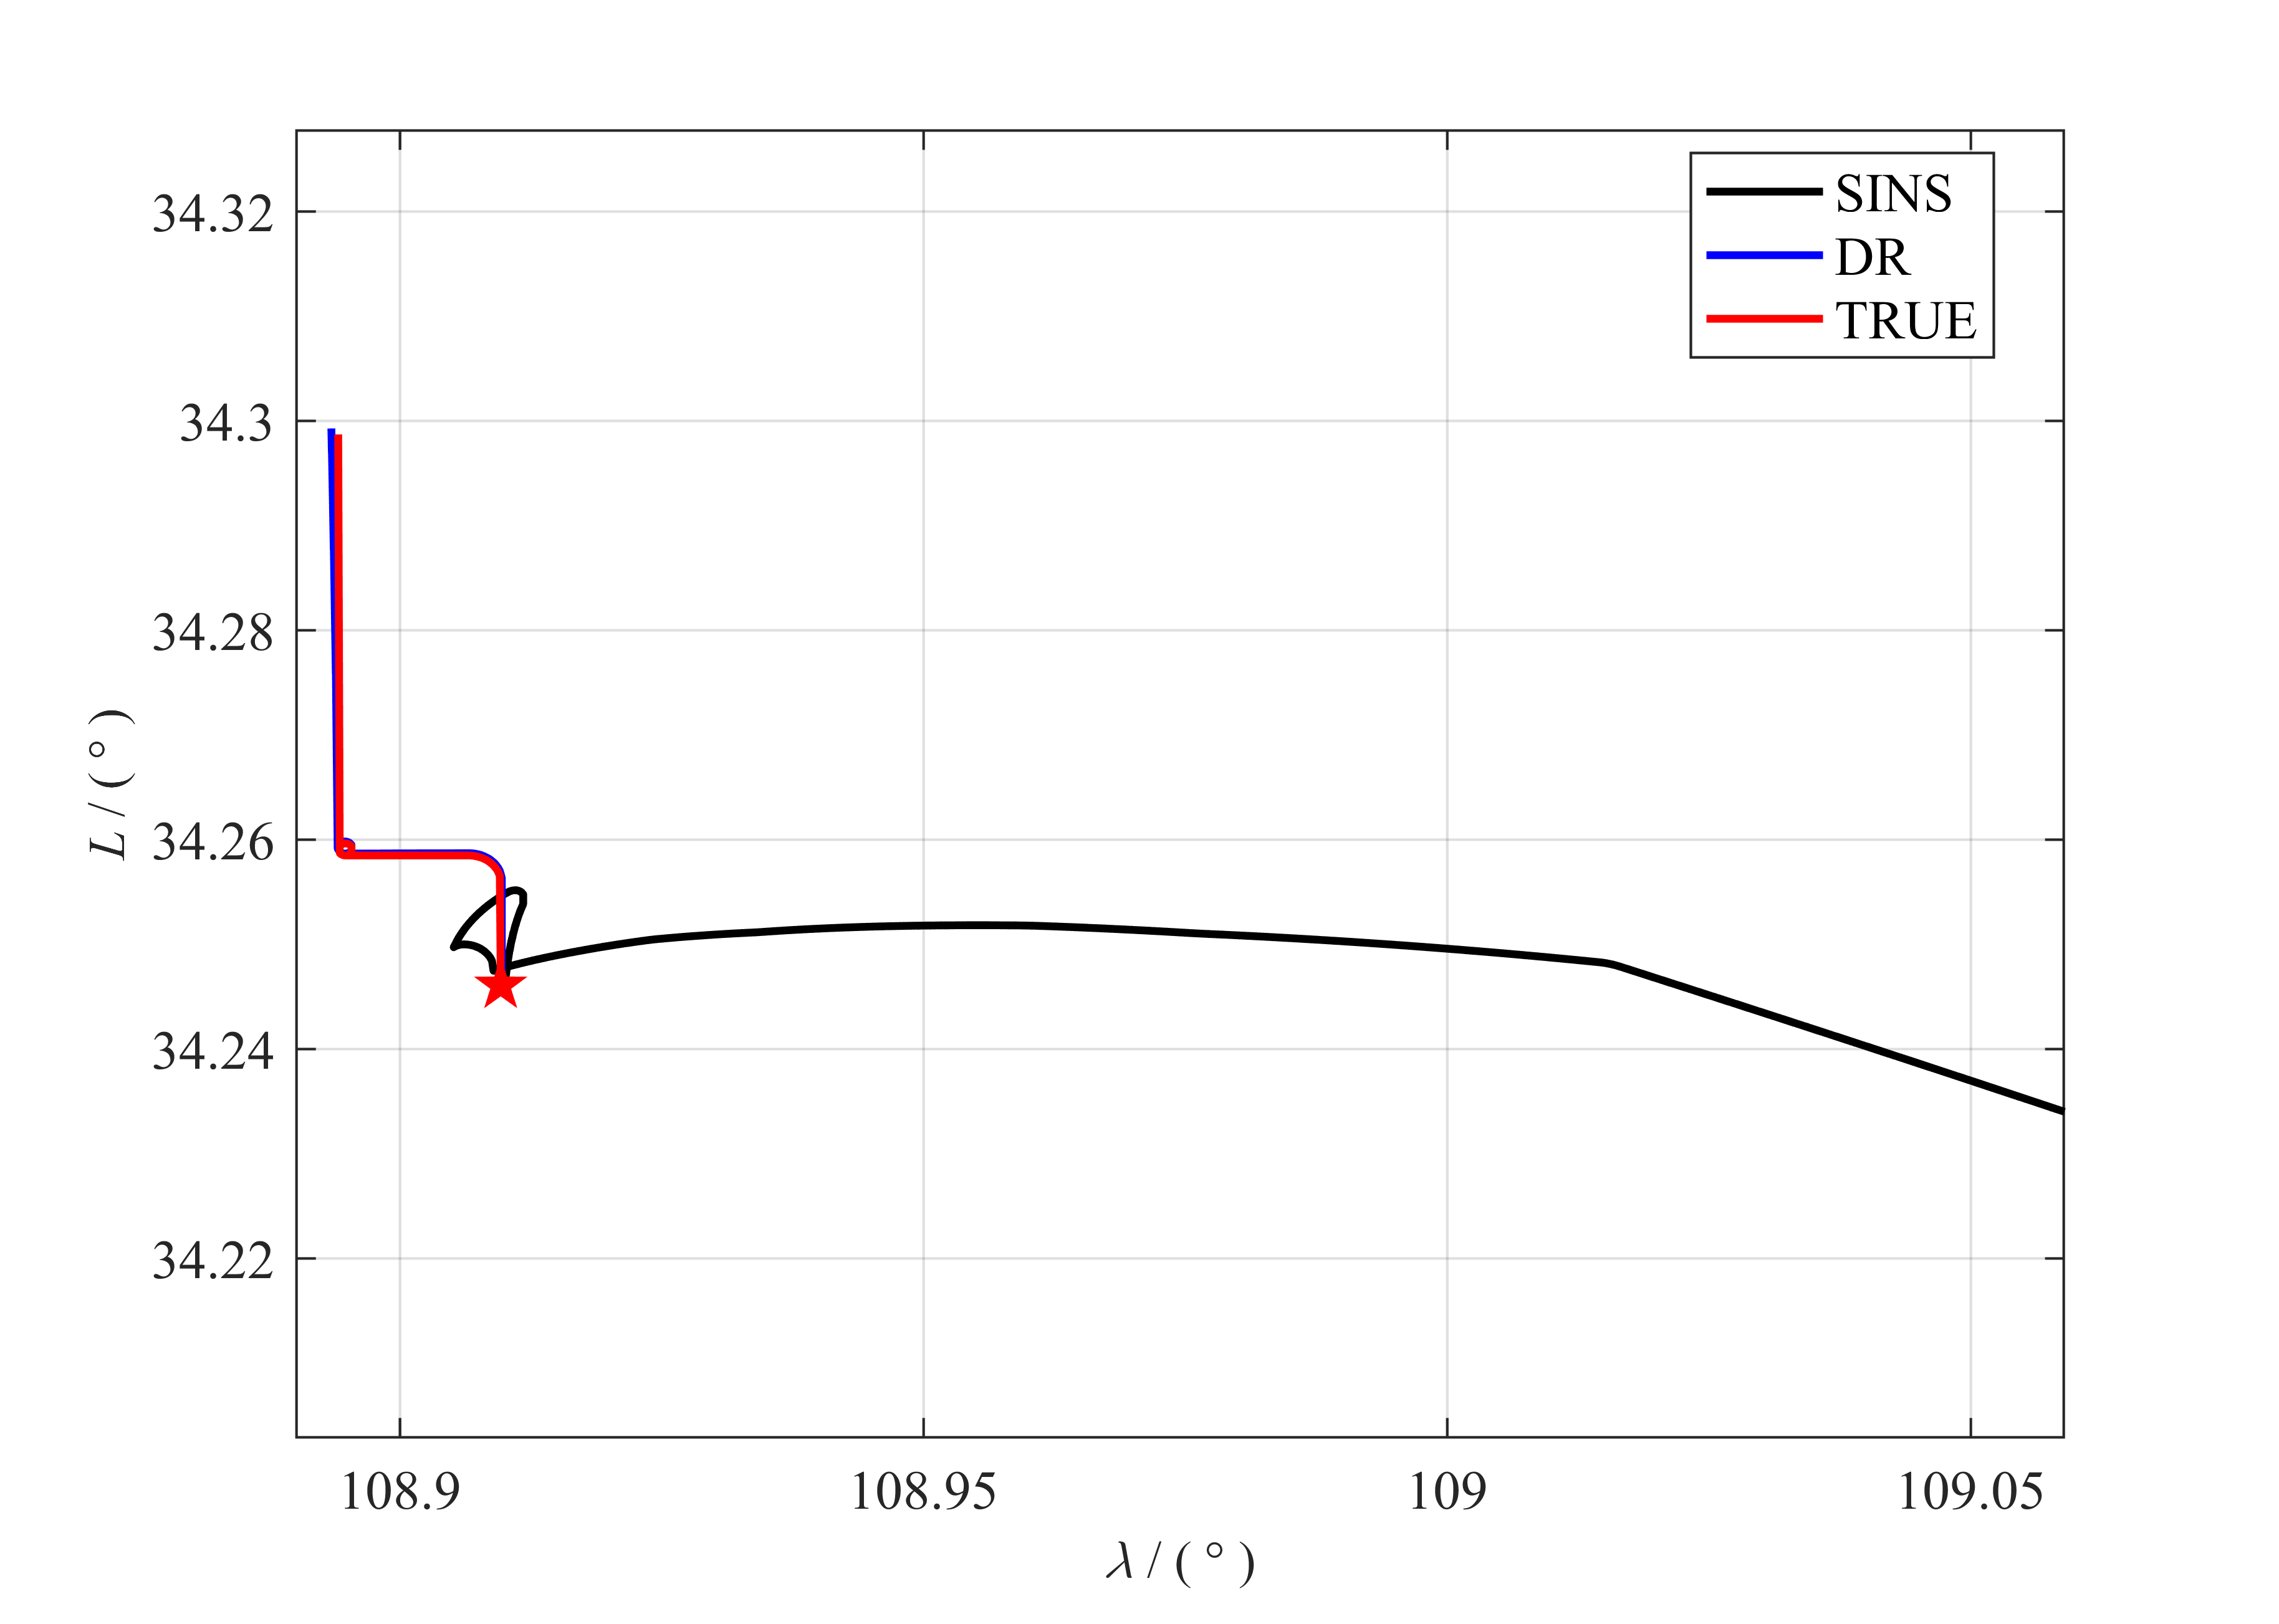 SINS
DR
TRUE
34.32
34.3
34.28
34.26
34.24
34.22
L / ( ° )
108.9
108.95
109
109.05
λ / ( ° )